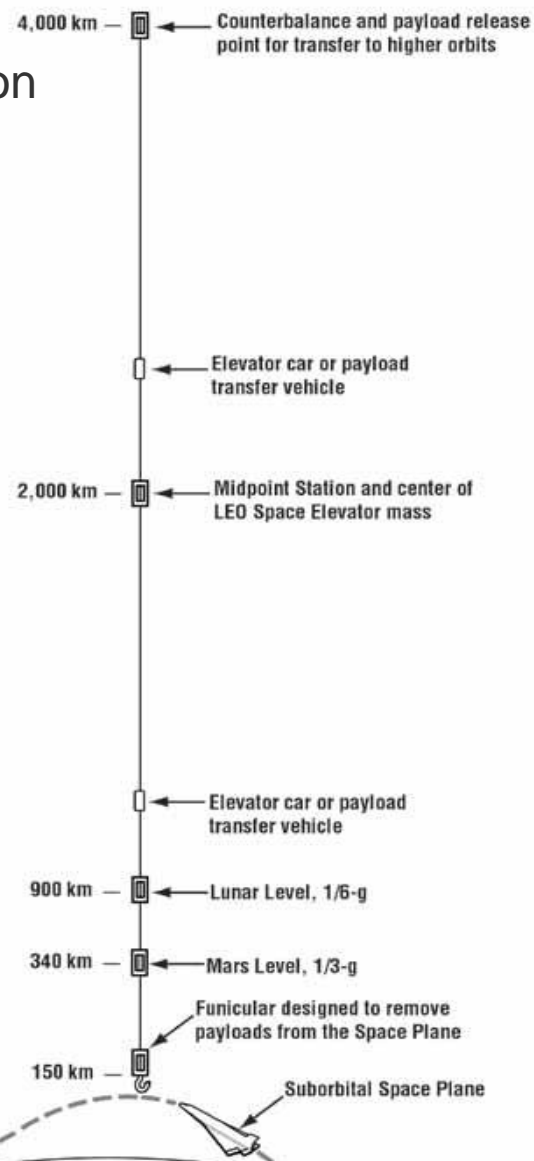 4,000 km
Counterbalance and payload release
point for transfer to higher orbits
on
Elevator car or payload
transfer vehicle
2,000 km
Midpoint Station and center of
LEO Space Elevator mass
Elevator car or payload
transfer vehicle
900 km
Lunar Level, 1/6-g
340 km
Mars Level, 1/3-g
Funicular designed to remove
payloads from the Space Plane
150 km
Suborbital Space Plane